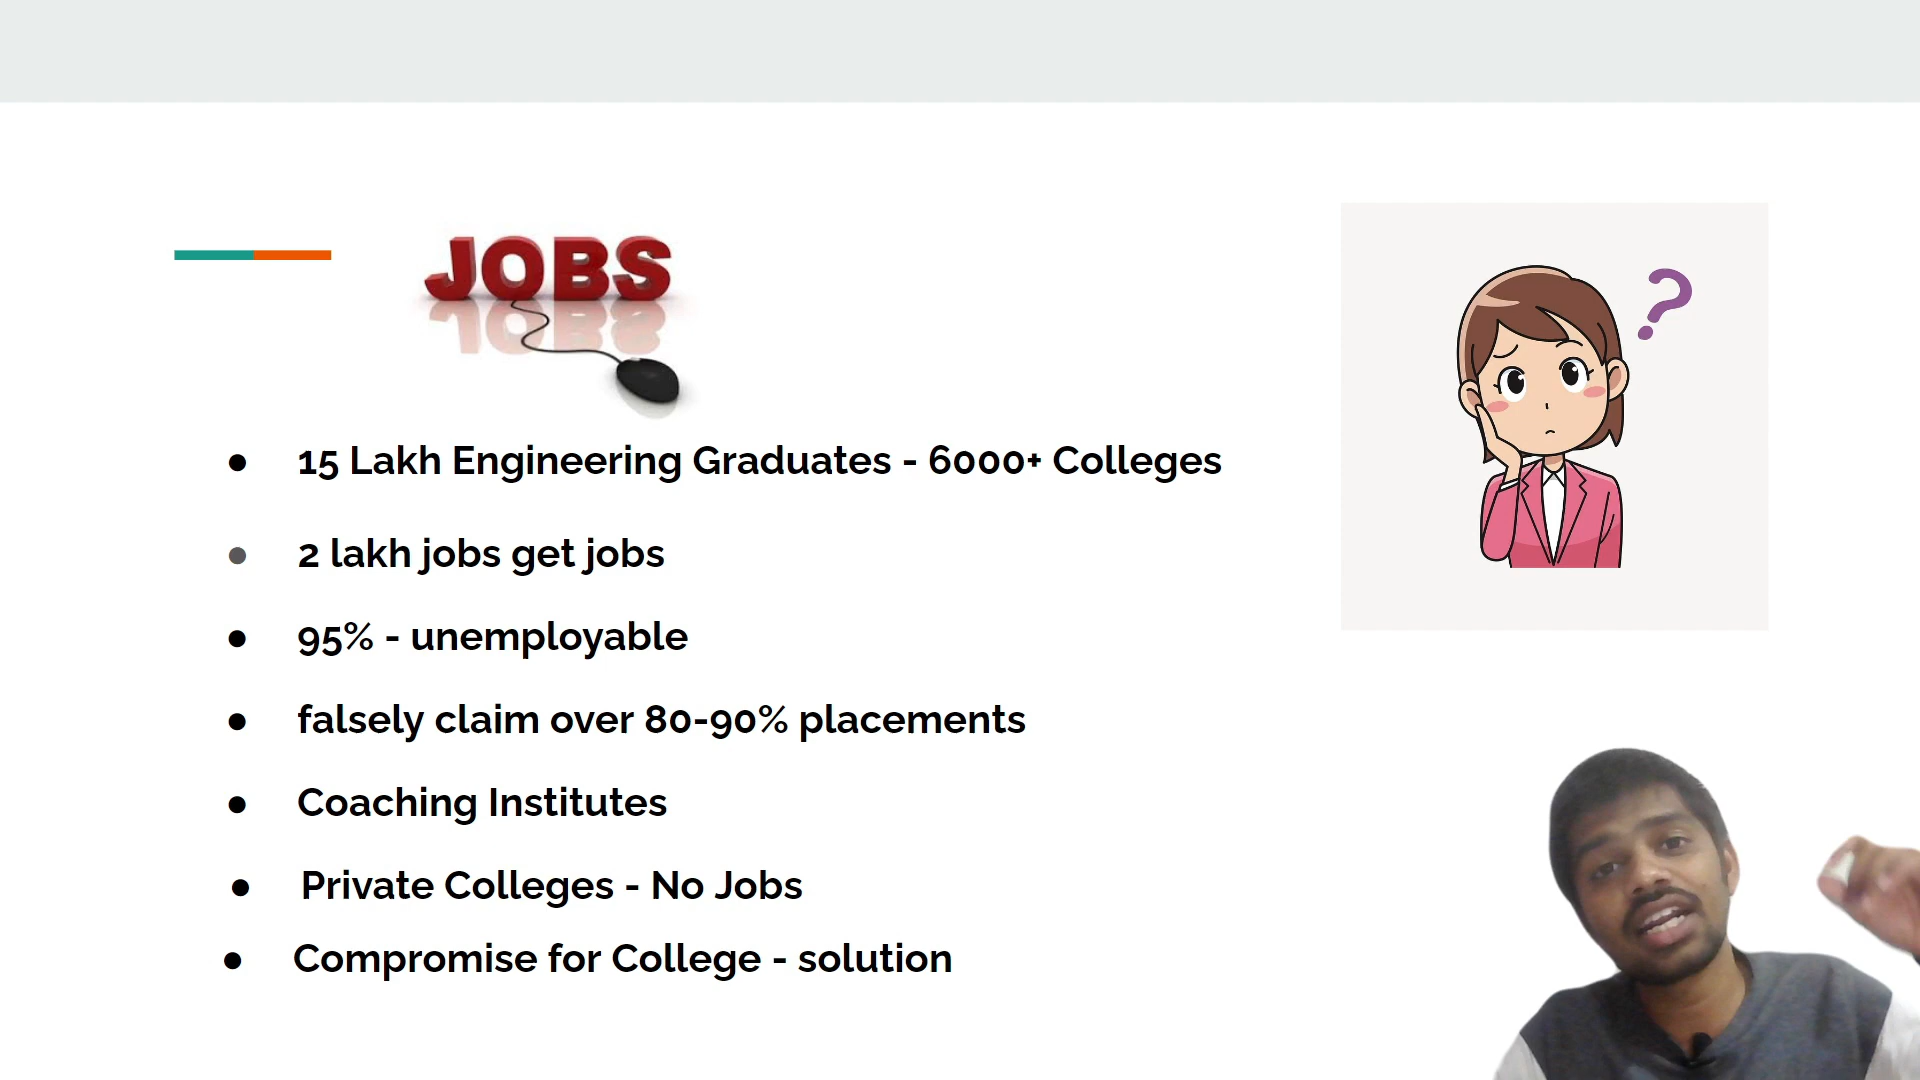 JOBS
?
● 15 Lakh Engineering Graduates - 6000+ Colleges
● 2 lakh jobs get jobs
● 95% - unemployable
● falsely claim over 80-90% placements
● Coaching Institutes
● Private Colleges - No Jobs
● Compromise for College - solution